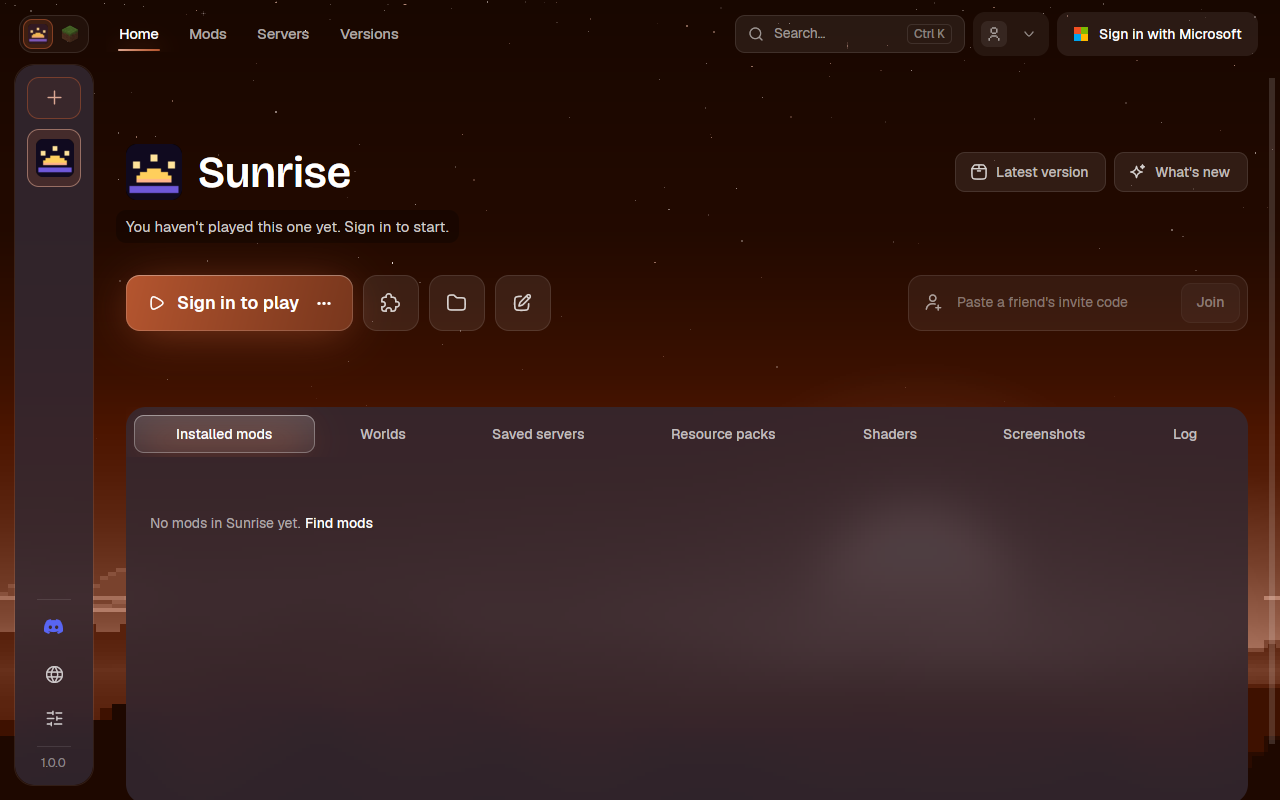 Home Mods Servers Versions Search... Ctrl K Sign in with Microsoft
Sunrise
Latest version What's new
You haven't played this one yet. Sign in to start.
Sign in to play Paste a friend's invite code Join
Installed mods Worlds Saved servers Resource packs Shaders Screenshots Log
No mods in Sunrise yet. Find mods
1.0.0